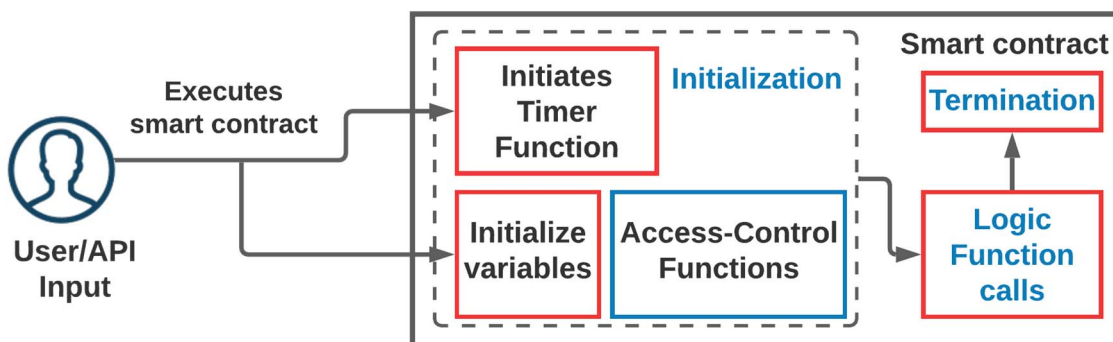 Executes
smart contract
User/API
Input
Initiates
Timer
Function
Initialization
Initialize
variables
Access-Control
Functions
Smart contract
Termination
Logic
Function
calls